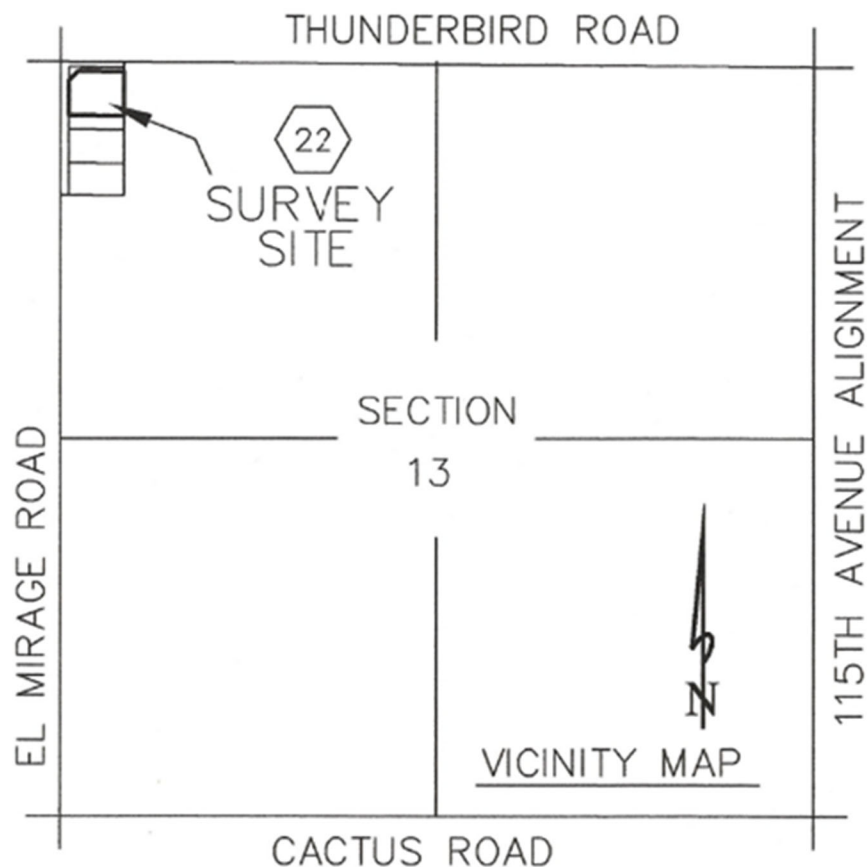 THUNDERBIRD ROAD
22
SURVEY
SITE
115TH AVENUE ALIGNMENT
SECTION
13
EL MIRAGE ROAD
N
VICINITY MAP
CACTUS ROAD